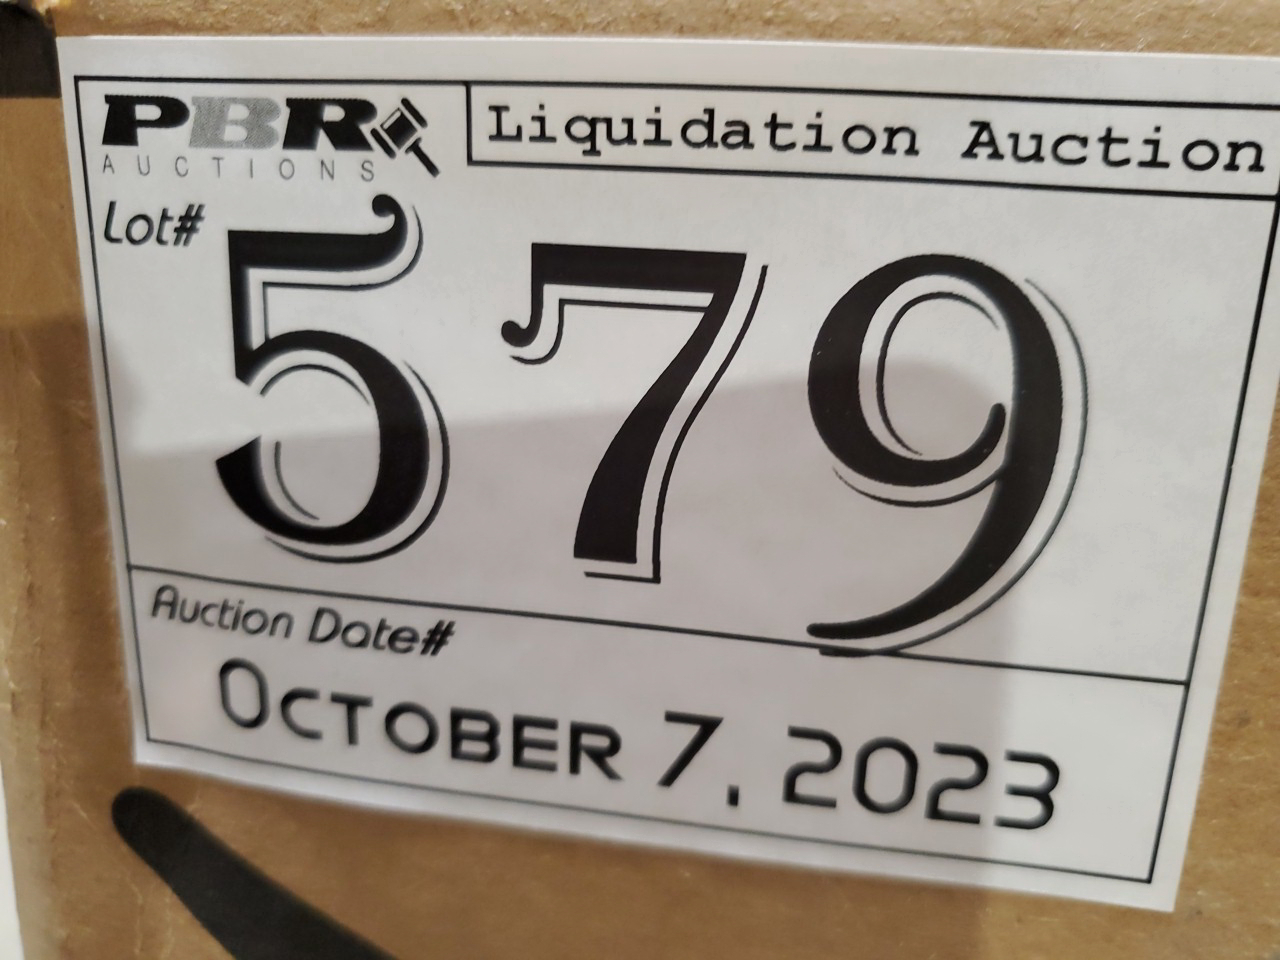 PBR
AUCTIONS
Liquidation Auction
Lot#
579
Auction Date#
OCTOBER 7, 2023